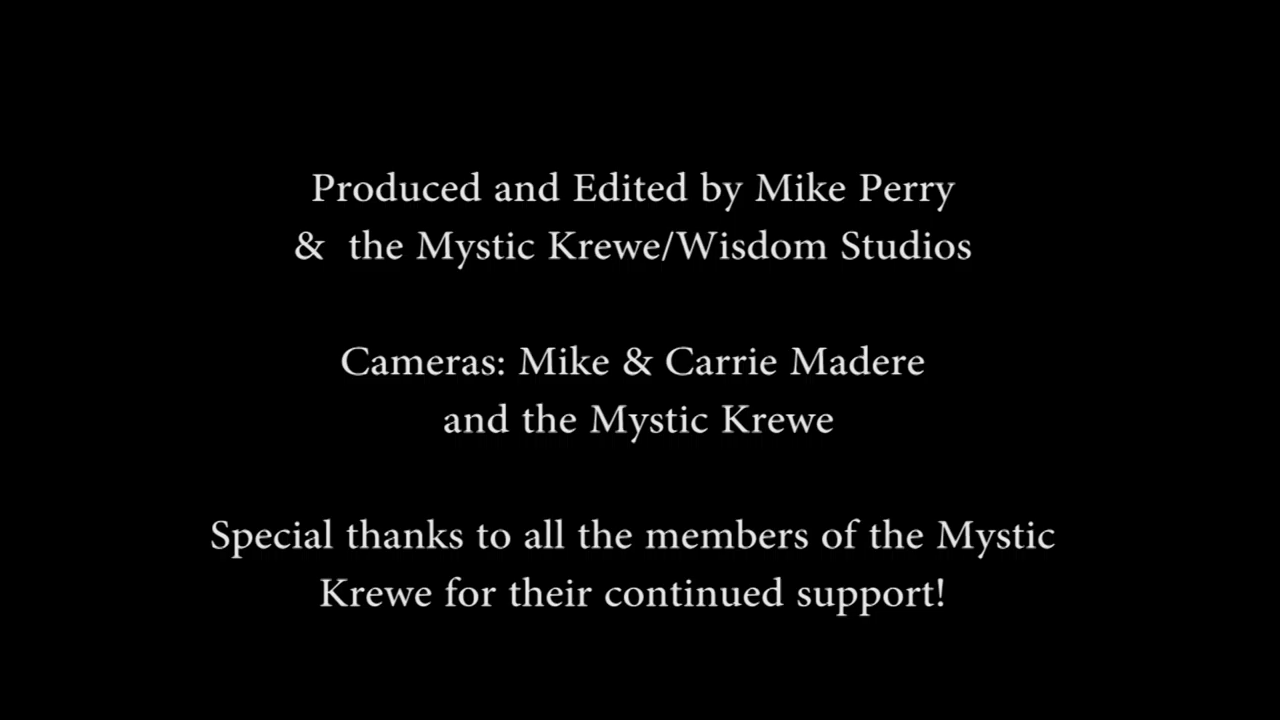 Produced and Edited by Mike Perry
&  the Mystic Krewe/Wisdom Studios
Cameras: Mike & Carrie Madere
and the Mystic Krewe
Special thanks to all the members of the Mystic
Krewe for their continued support!